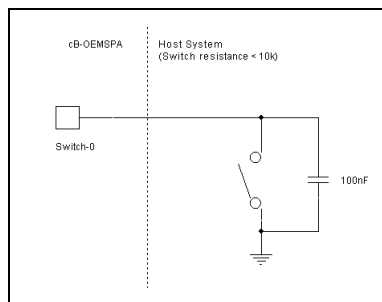 cB-OEMSPA
Host System
(Switch resistance < 10k)
Switch-0
100nF